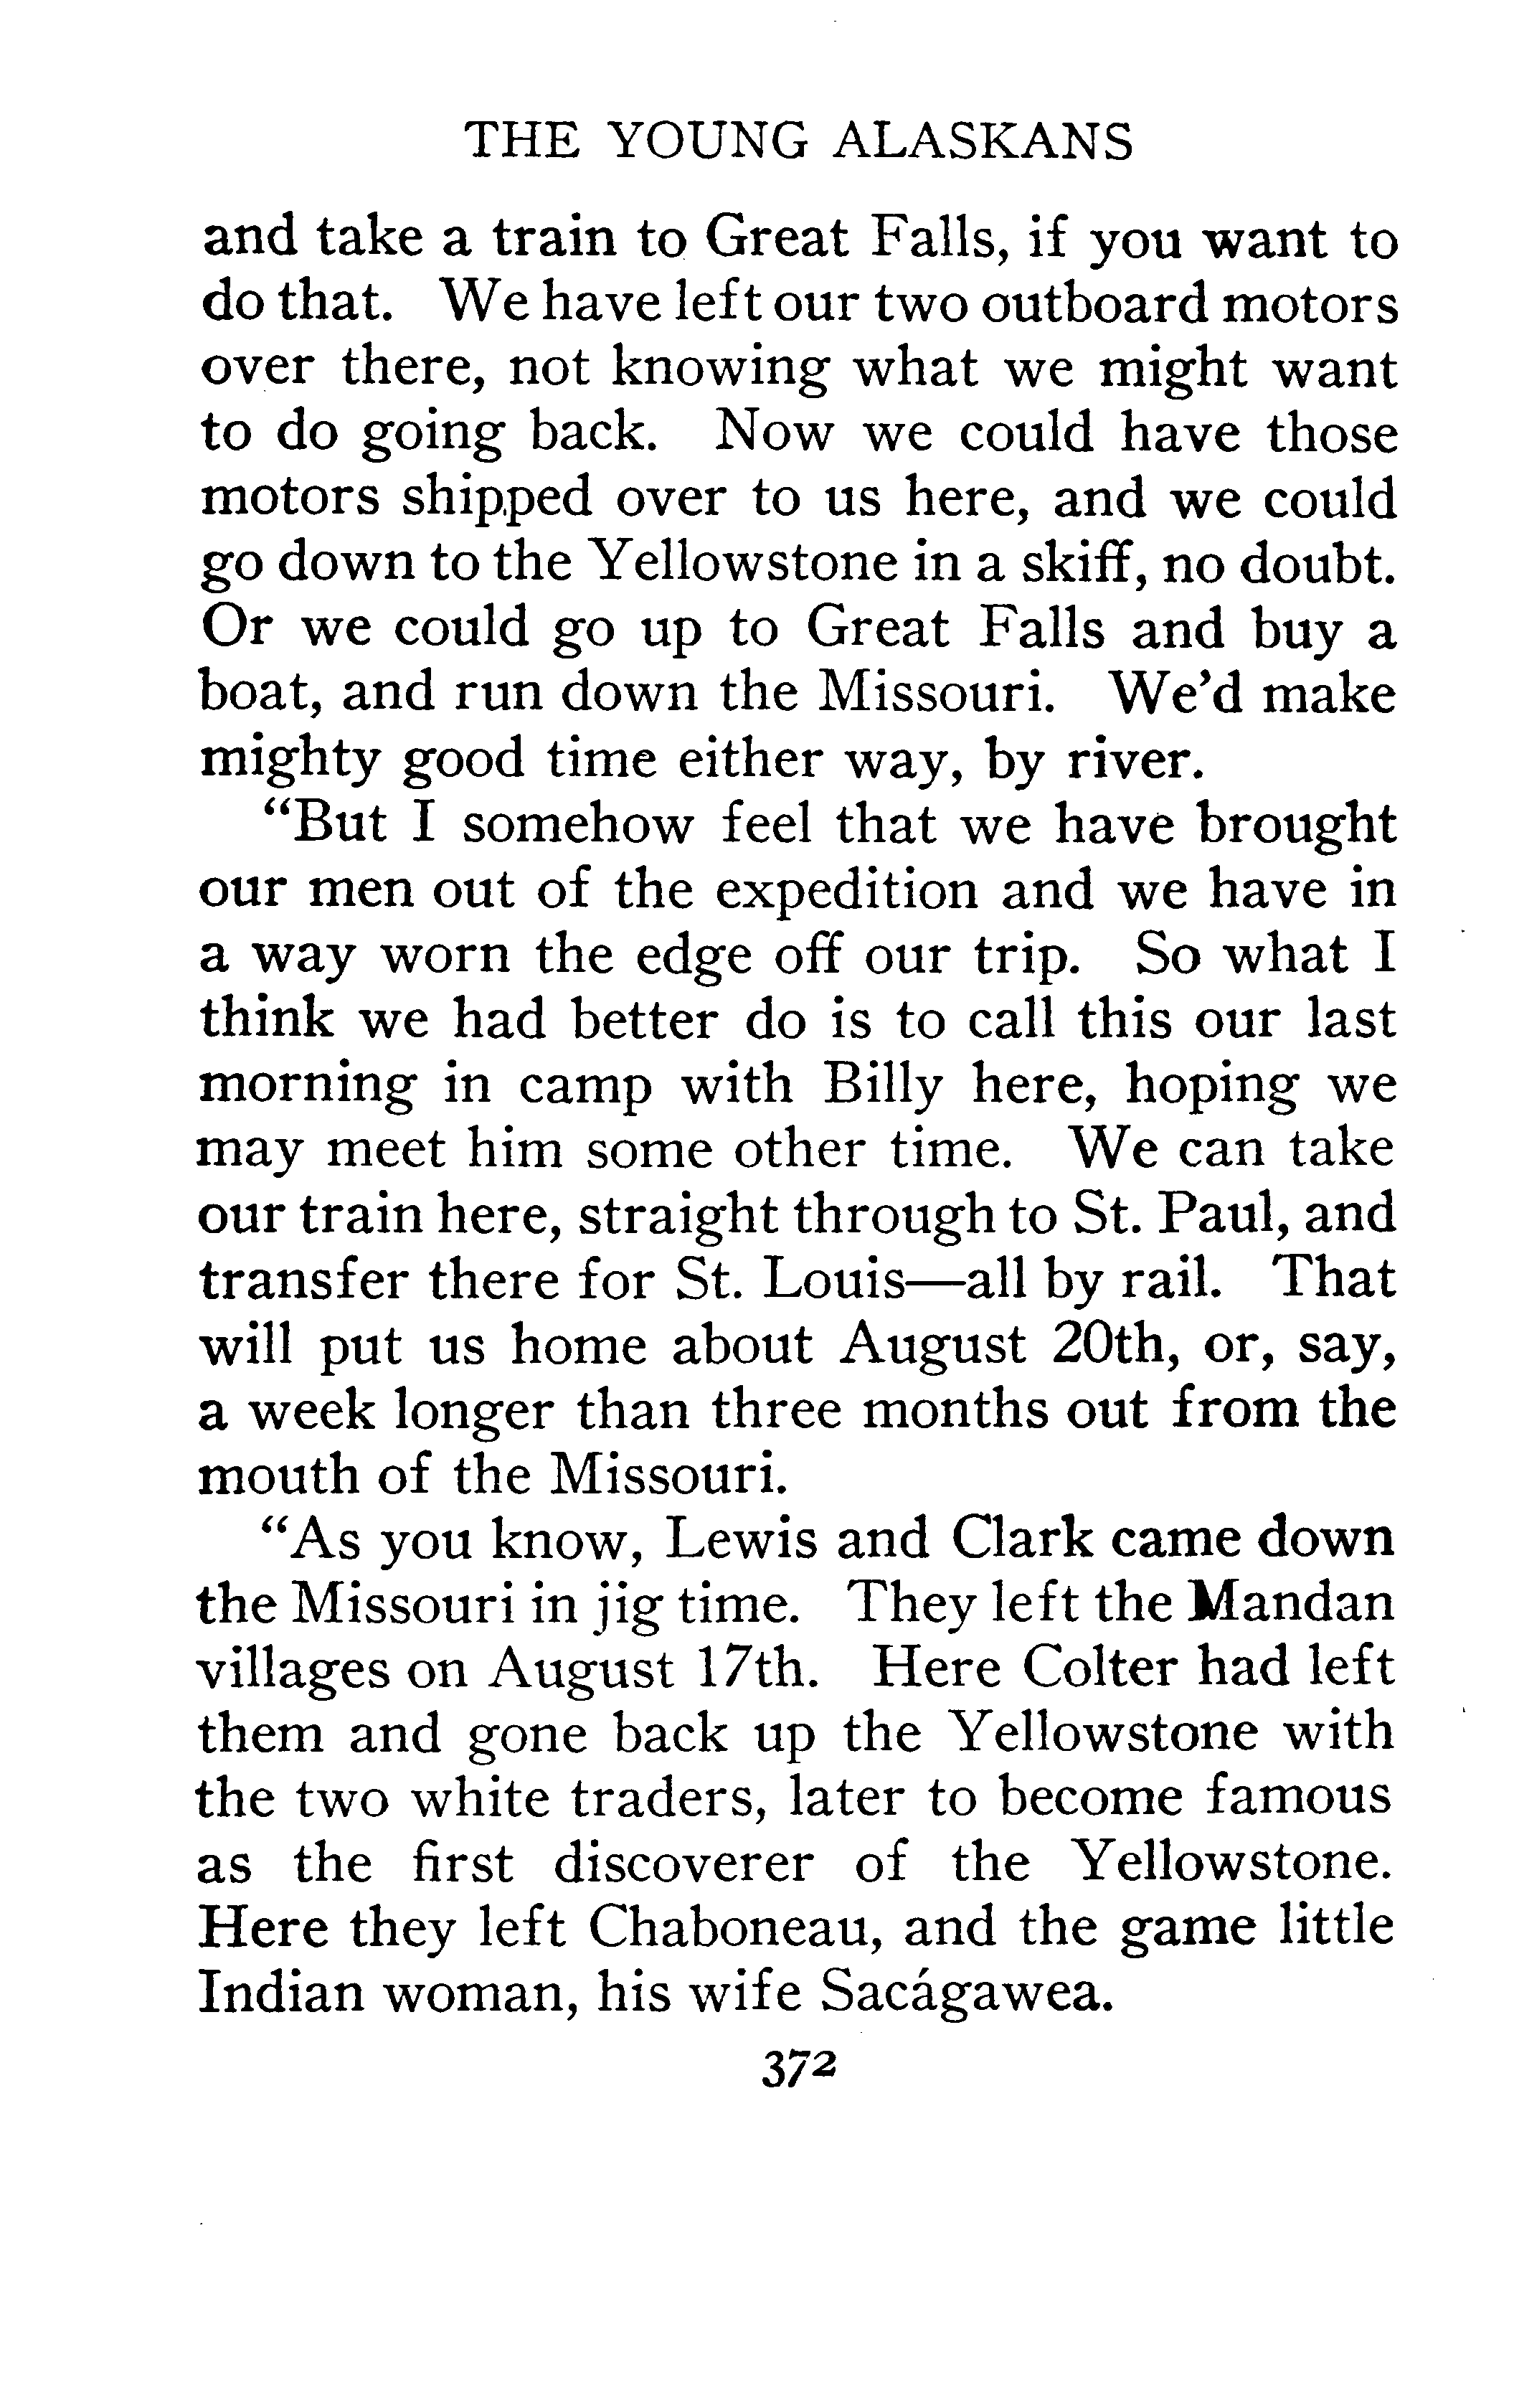 THE YOUNG ALASKANS
and take a train to Great Falls, if you want to
do that. We have left our two outboard motors
over there, not knowing what we might want
to do going back. Now we could have those
motors shipped over to us here, and we could
go down to the Yellowstone in a skiff, no doubt.
Or we could go up to Great Falls and buy a
boat, and run down the Missouri. We'd make
mighty good time either way, by river.
“But I somehow feel that we have brought
our men out of the expedition and we have in
a way worn the edge off our trip. So what I
think we had better do is to call this our last
morning in camp with Billy here, hoping we
may meet him some other time. We can take
our train here, straight through to St. Paul, and
transfer there for St. Louis—all by rail. That
will put us home about August 20th, or, say,
a week longer than three months out from the
mouth of the Missouri.
“As you know, Lewis and Clark came down
the Missouri in jig time. They left the Mandan
villages on August 17th. Here Colter had left
them and gone back up the Yellowstone with
the two white traders, later to become famous
as the first discoverer of the Yellowstone.
Here they left Chaboneau, and the game little
Indian woman, his wife Sacágawea.
372